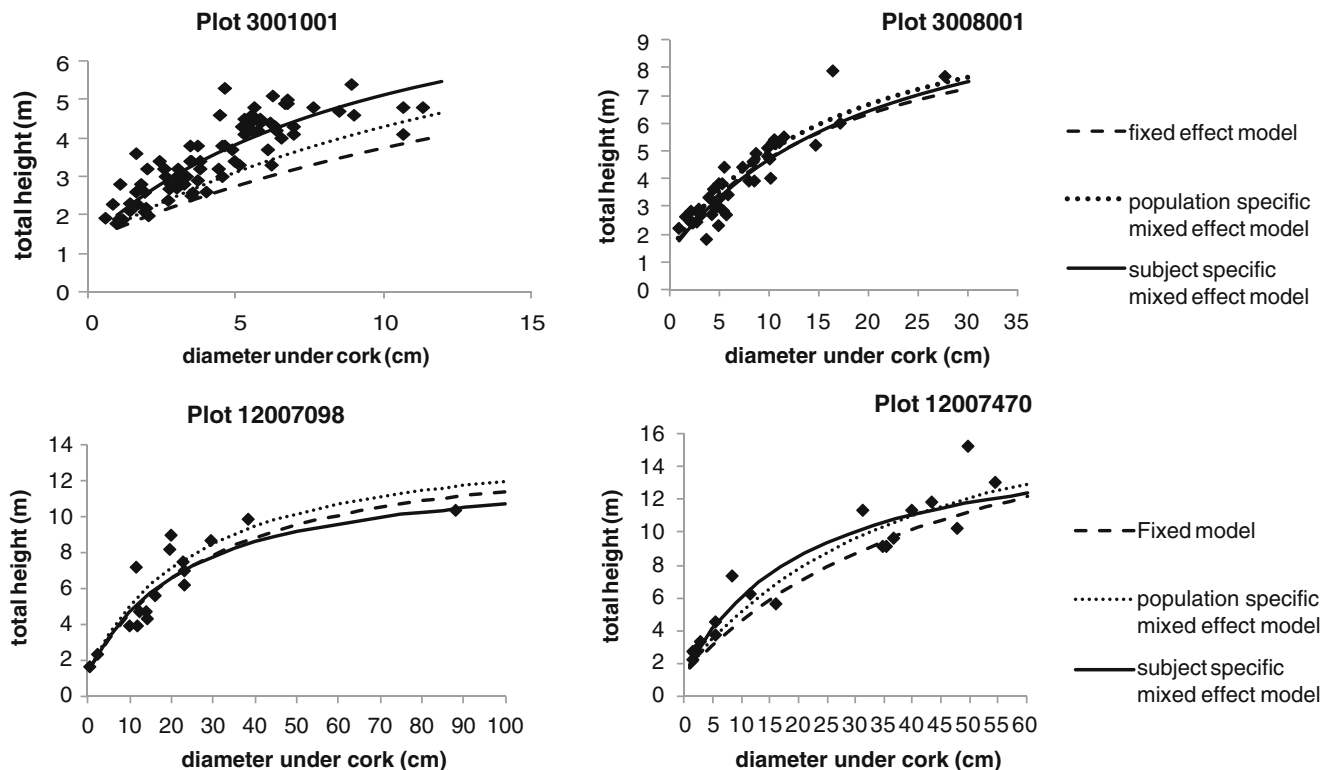 Plot 3001001
6
5
4
3
2
1
0
total height (m)
0 5 10 15
diameter under cork (cm)
Plot 3008001
9
8
7
6
5
4
3
2
1
0
total height (m)
0 5 10 15 20 25 30 35
diameter under cork (cm)
fixed effect model
population specific
mixed effect model
subject specific
mixed effect model
Plot 12007098
14
12
10
8
6
4
2
0
total height (m)
0 10 20 30 40 50 60 70 80 90 100
diameter under cork (cm)
Plot 12007470
16
14
12
10
8
6
4
2
0
total height (m)
0 5 10 15 20 25 30 35 40 45 50 55 60
diameter under cork (cm)
Fixed model
population specific
mixed effect model
subject specific
mixed effect model